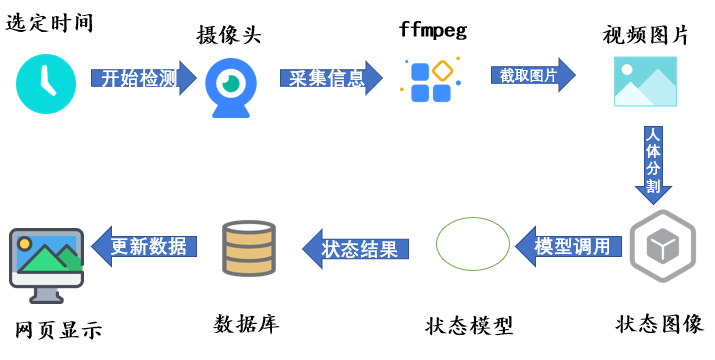 选定时间
开始检测
摄像头
采集信息
ffmpeg
截取图片
视频图片
人体分割
状态图像
模型调用
状态模型
状态结果
数据库
更新数据
网页显示